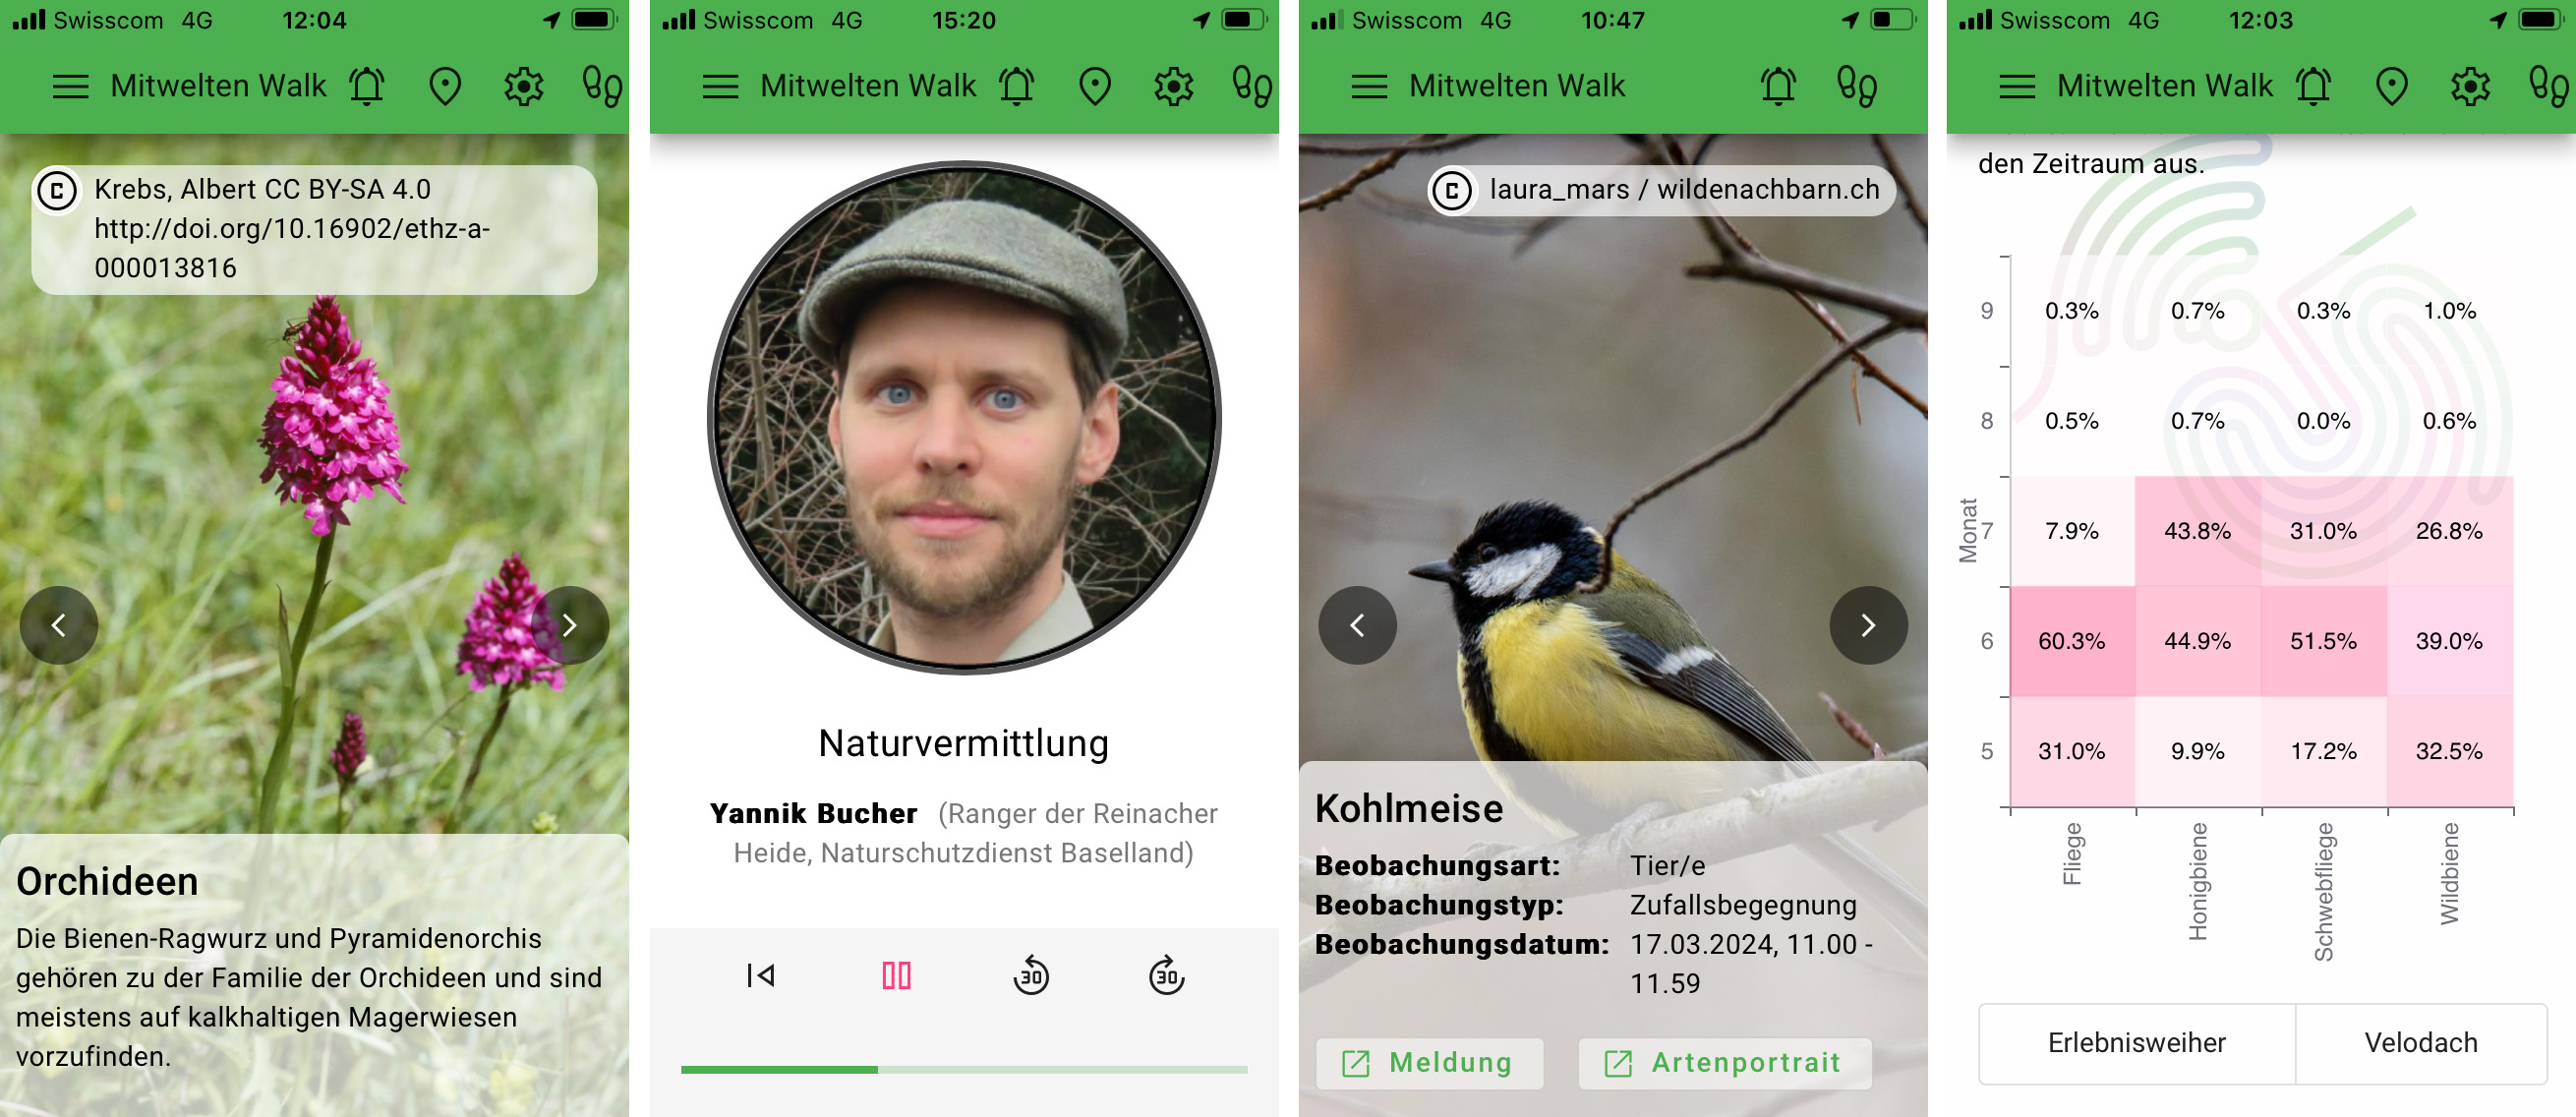 Swisscom 4G 12:04
Mitwelten Walk
C Krebs, Albert CC BY-SA 4.0
http://doi.org/10.16902/ethz-a-
000013816
Orchideen
Die Bienen-Ragwurz und Pyramidenorchis
gehören zu der Familie der Orchideen und sind
meistens auf kalkhaltigen Magerwiesen
vorzufinden.
Swisscom 4G 15:20
Mitwelten Walk
Naturvermittlung
Yannik Bucher (Ranger der Reinacher
Heide, Naturschutzdienst Baselland)
30 30
Swisscom 4G 10:47
Mitwelten Walk
C laura_mars / wildenachbarn.ch
Kohlmeise
Beobachungsart: Tier/e
Beobachungstyp: Zufallsbegegnung
Beobachungsdatum: 17.03.2024, 11.00 -
11.59
Meldung Artenportrait
Swisscom 4G 12:03
Mitwelten Walk
den Zeitraum aus.
9 0.3% 0.7% 0.3% 1.0%
8 0.5% 0.7% 0.0% 0.6%
Monat
7 7.9% 43.8% 31.0% 26.8%
6 60.3% 44.9% 51.5% 39.0%
5 31.0% 9.9% 17.2% 32.5%
Fliege Honigbiene Schwebfliege Wildbiene
Erlebnisweiher Velodach